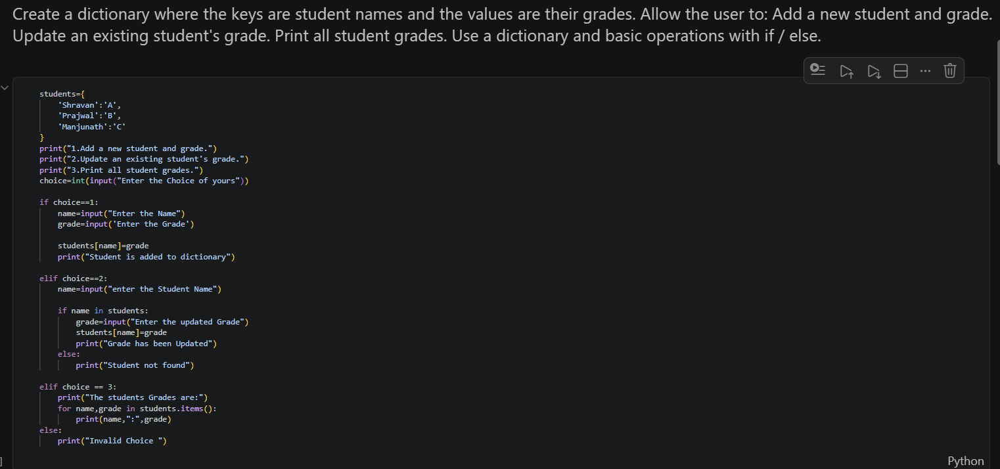 Create a dictionary where the keys are student names and the values are their grades. Allow the user to: Add a new student and grade.
Update an existing student's grade. Print all student grades. Use a dictionary and basic operations with if / else.
students={
    'Shravan':'A',
    'Prajwal':'B',
    'Manjunath':'C'
}
print("1.Add a new student and grade.")
print("2.Update an existing student's grade.")
print("3.Print all student grades.")
choice=int(input("Enter the Choice of yours"))

if choice==1:
    name=input("Enter the Name")
    grade=input('Enter the Grade')

    students[name]=grade
    print("Student is added to dictionary")

elif choice==2:
    name=input("enter the Student Name")

    if name in students:
        grade=input("Enter the updated Grade")
        students[name]=grade
        print("Grade has been Updated")
    else:
        print("Student not found")

elif choice == 3:
    print("The students Grades are:")
    for name,grade in students.items():
        print(name,":",grade)
else:
    print("Invalid Choice ")
]
Python